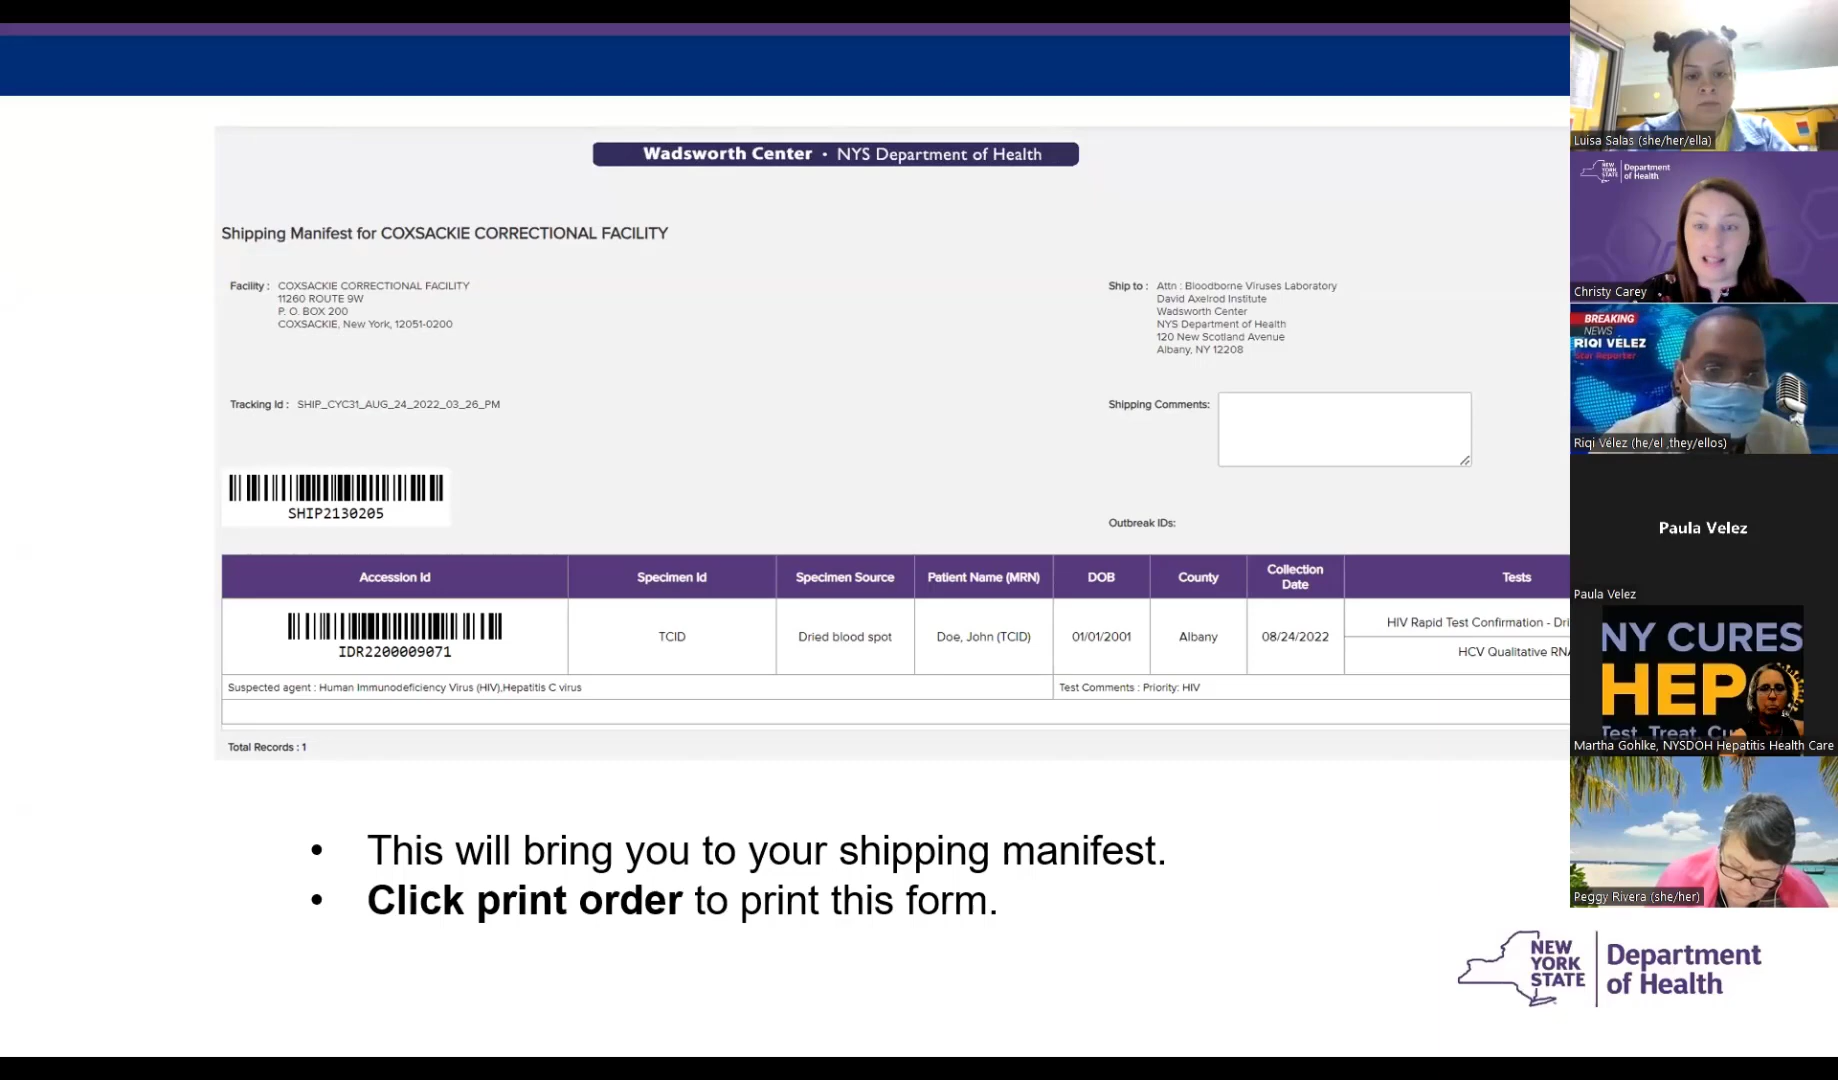 Wadsworth Center • NYS Department of Health
Shipping Manifest for COXSACKIE CORRECTIONAL FACILITY
Facility : COXSACKIE CORRECTIONAL FACILITY
11260 ROUTE 9W
P. O. BOX 200
COXSACKIE, New York, 12051-0200
Ship to : Attn : Bloodborne Viruses Laboratory
David Axelrod Institute
Wadsworth Center
NYS Department of Health
120 New Scotland Avenue
Albany, NY 12208
Tracking Id : SHIP_CYC31_AUG_24_2022_03_26_PM
Shipping Comments:
SHIP2130205
Outbreak IDs:
Accession Id Specimen Id Specimen Source Patient Name (MRN) DOB County Collection Date Tests
IDR2200009071 TCID Dried blood spot Doe, John (TCID) 01/01/2001 Albany 08/24/2022
HIV Rapid Test Confirmation - Dri
HCV Qualitative RNA
Suspected agent : Human Immunodeficiency Virus (HIV),Hepatitis C virus
Test Comments : Priority: HIV
Total Records : 1
• This will bring you to your shipping manifest.
• Click print order to print this form.
NEW YORK STATE Department of Health
Luisa Salas (she/her/ella)
NEW YORK STATE Department of Health
Christy Carey
BREAKING
NEWS
RIQI VÉLEZ
Star Reporter
Riqi Vélez (he/el ,they/ellos)
Paula Velez
Paula Velez
NY CURES
HEP
Test. Treat. Cu
Martha Gohlke, NYSDOH Hepatitis Health Care
Peggy Rivera (she/her)